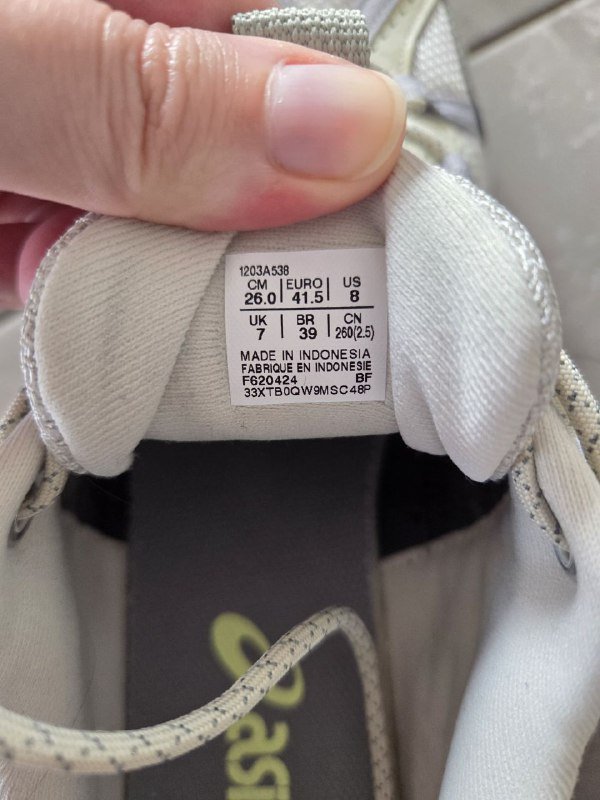 1203A538
CM EURO US
26.0 41.5 8
UK BR CN
7 39 260(2.5)
MADE IN INDONESIA
FABRIQUE EN INDONESIE
F620424 BF
33XTB0QW9MSC48P
asi